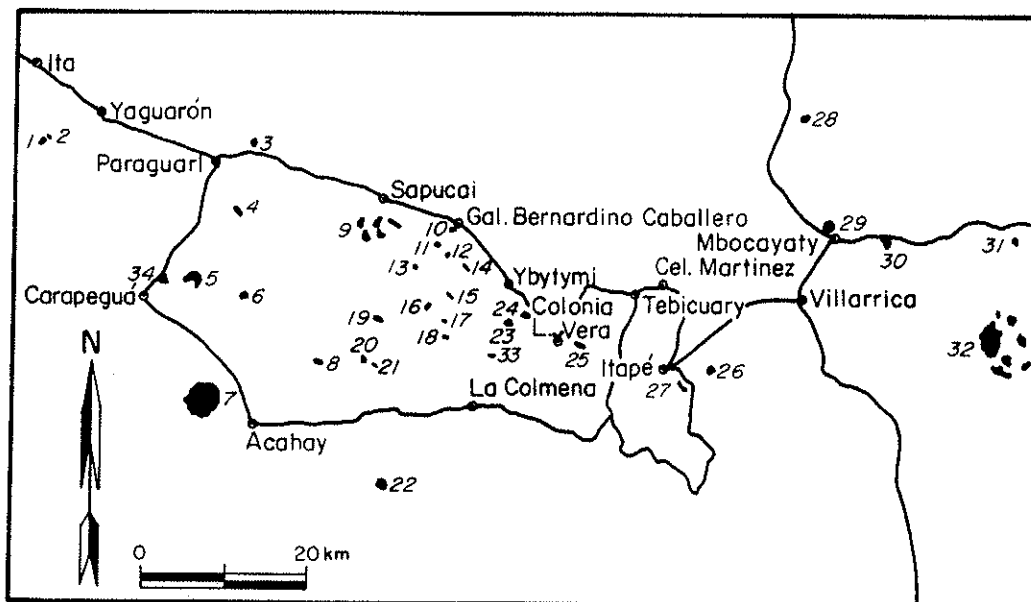 Ita
Yaguarón
1
2
3
28
Paraguarí
Sapucai
4
9
10
Gal. Bernardino Caballero
29
Mbocayaty
30
31
11
12
13
14
34
5
6
Carapeguá
Ybytymi
Cel. Martinez
15
16
17
18
19
24
Colonia
L. Vera
Tebicuary
Villarrica
23
20
21
8
33
25
Itapé
26
27
32
N
7
La Colmena
Acahay
22
0
20 km